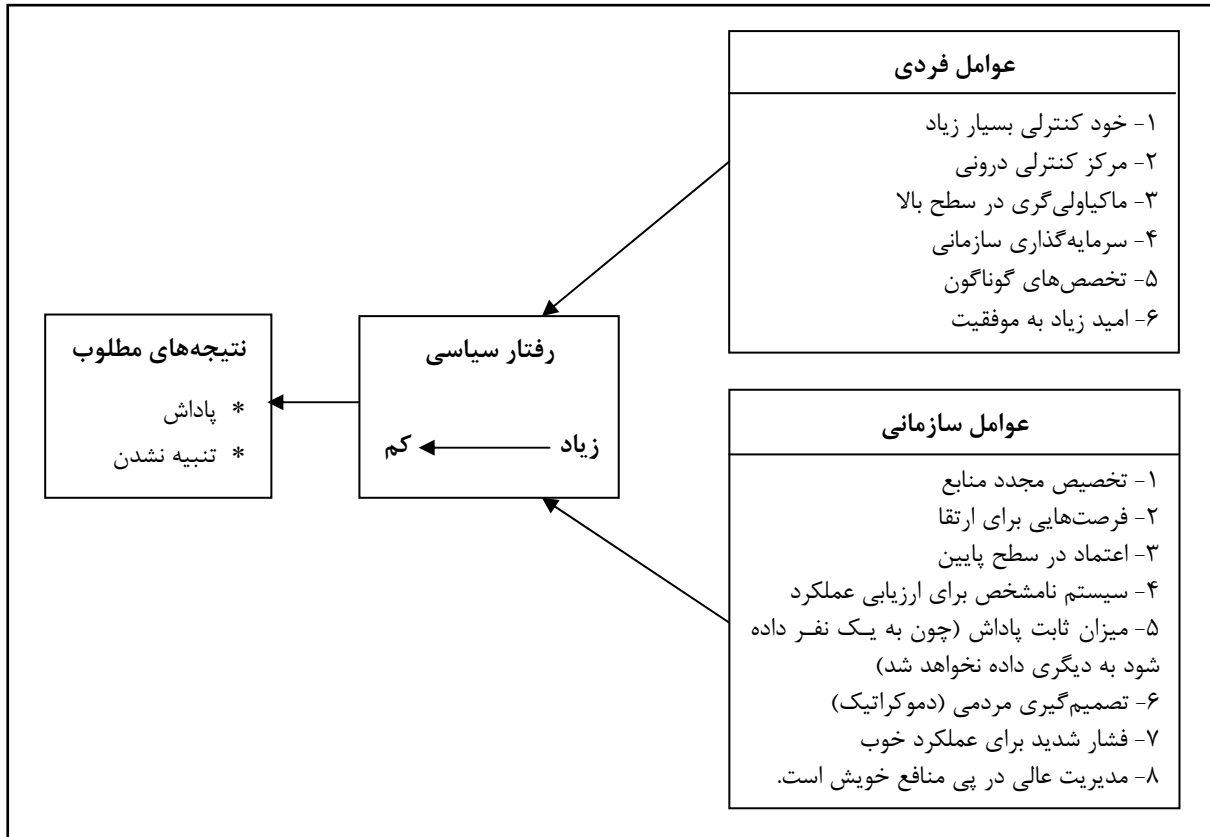 عوامل فردی
۱- خود کنترلی بسیار زیاد
۲- مرکز کنترلی درونی
۳- ماکیاولی‌گری در سطح بالا
۴- سرمایه‌گذاری سازمانی
۵- تخصص‌های گوناگون
۶- امید زیاد به موفقیت
عوامل سازمانی
۱- تخصیص مجدد منابع
۲- فرصت‌هایی برای ارتقا
۳- اعتماد در سطح پایین
۴- سیستم نامشخص برای ارزیابی عملکرد
۵- میزان ثابت پاداش (چون به یـک نفـر داده
شود به دیگری داده نخواهد شد)
۶- تصمیم‌گیری مردمی (دموکراتیک)
۷- فشار شدید برای عملکرد خوب
۸- مدیریت عالی در پی منافع خویش است.
رفتار سیاسی
زیاد کم
نتیجه‌های مطلوب
* پاداش
* تنبیه نشدن